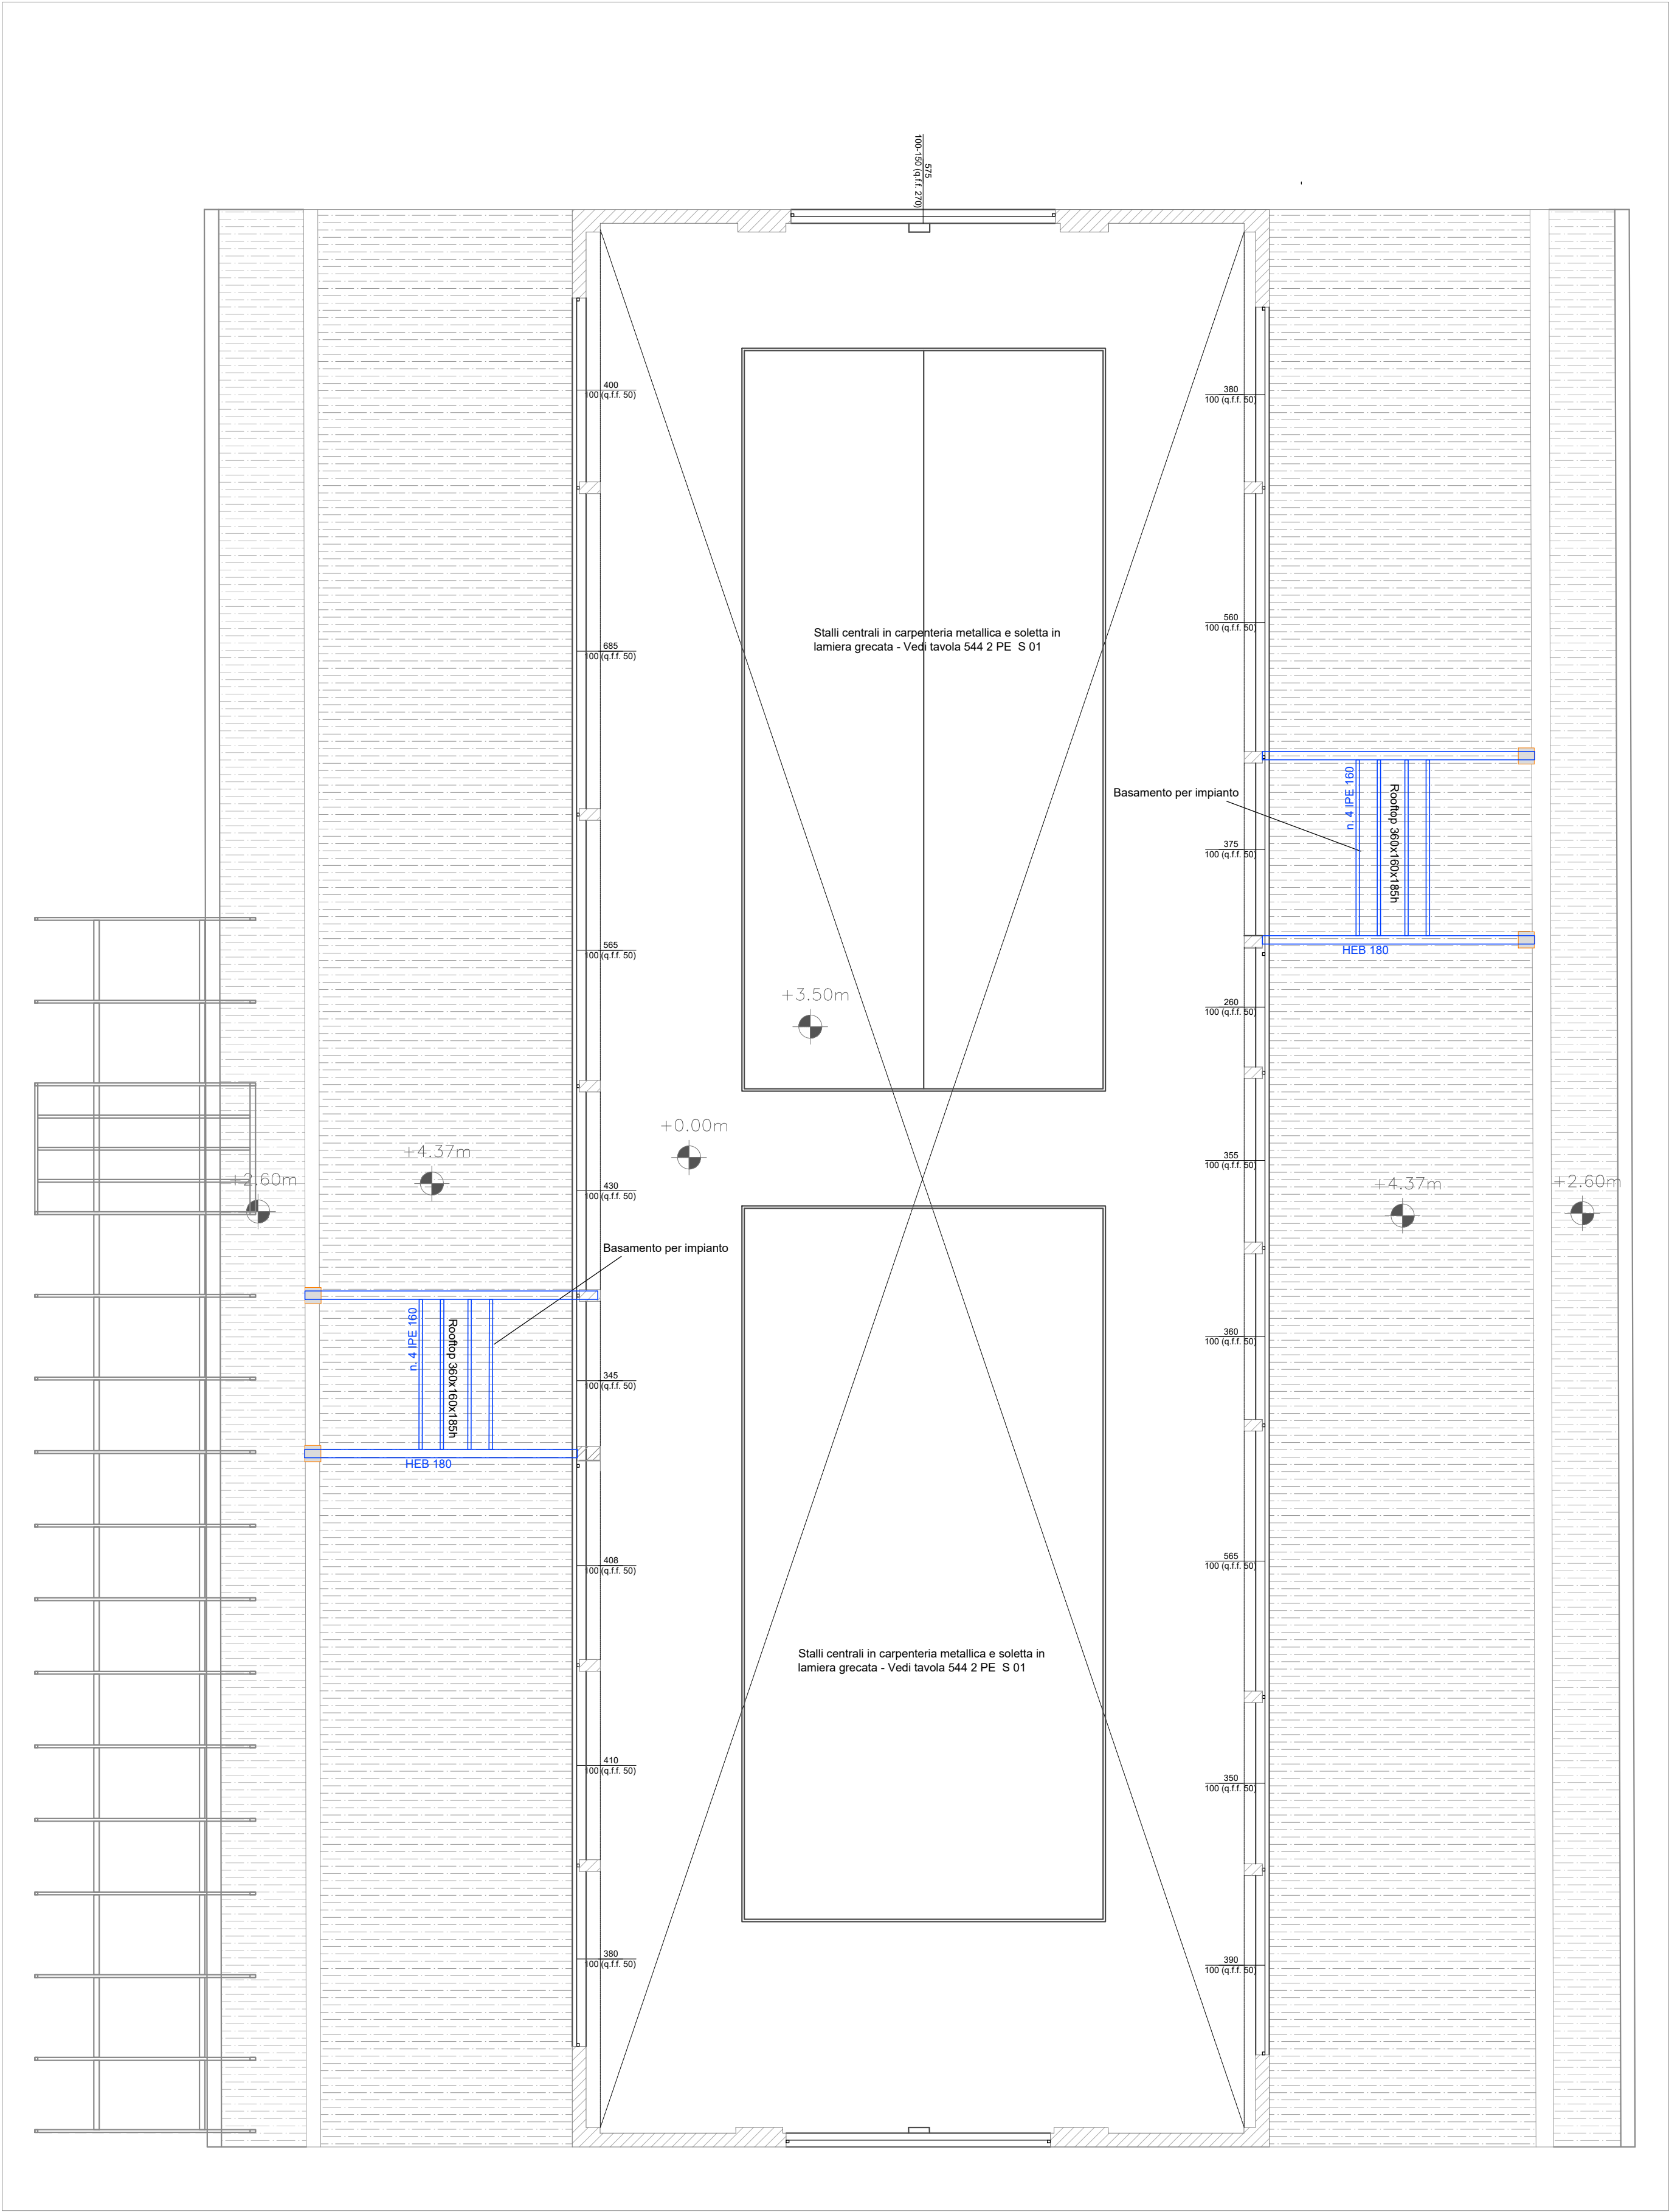 575
100-150 (q.f.f. 270)
400
100 (q.f.f. 50)
380
100 (q.f.f. 50)
560
100 (q.f.f. 50)
Stalli centrali in carpenteria metallica e soletta in
lamiera grecata - Vedi tavola 544 2 PE S 01
685
100 (q.f.f. 50)
Basamento per impianto
n. 4 IPE 160
Rooftop 360x160x185h
375
100 (q.f.f. 50)
HEB 180
565
100 (q.f.f. 50)
+3.50m
260
100 (q.f.f. 50)
+0.00m
+4.37m
+2.60m
355
100 (q.f.f. 50)
+4.37m
+2.60m
430
100 (q.f.f. 50)
Basamento per impianto
n. 4 IPE 160
Rooftop 360x160x185h
360
100 (q.f.f. 50)
345
100 (q.f.f. 50)
HEB 180
408
100 (q.f.f. 50)
565
100 (q.f.f. 50)
Stalli centrali in carpenteria metallica e soletta in
lamiera grecata - Vedi tavola 544 2 PE S 01
410
100 (q.f.f. 50)
350
100 (q.f.f. 50)
380
100 (q.f.f. 50)
390
100 (q.f.f. 50)